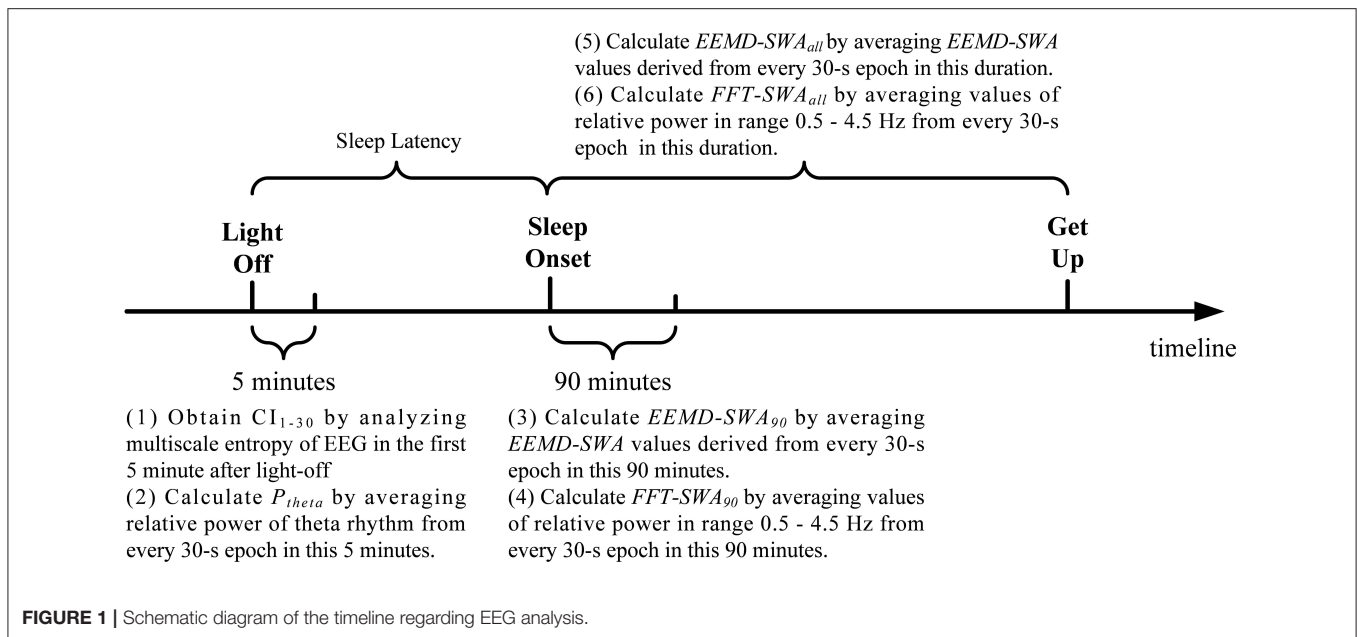 (5) Calculate EEMD-SWAall by averaging EEMD-SWA
values derived from every 30-s epoch in this duration.
(6) Calculate FFT-SWAall by averaging values of
relative power in range 0.5 - 4.5 Hz from every 30-s
epoch in this duration.
Sleep Latency
Light
Off
Sleep
Onset
Get
Up
timeline
5 minutes
90 minutes
(1) Obtain CI1-30 by analyzing
multiscale entropy of EEG in the first
5 minute after light-off
(2) Calculate Ptheta by averaging
relative power of theta rhythm from
every 30-s epoch in this 5 minutes.
(3) Calculate EEMD-SWA90 by averaging
EEMD-SWA values derived from every 30-s
epoch in this 90 minutes.
(4) Calculate FFT-SWA90 by averaging values
of relative power in range 0.5 - 4.5 Hz from
every 30-s epoch in this 90 minutes.
FIGURE 1 | Schematic diagram of the timeline regarding EEG analysis.